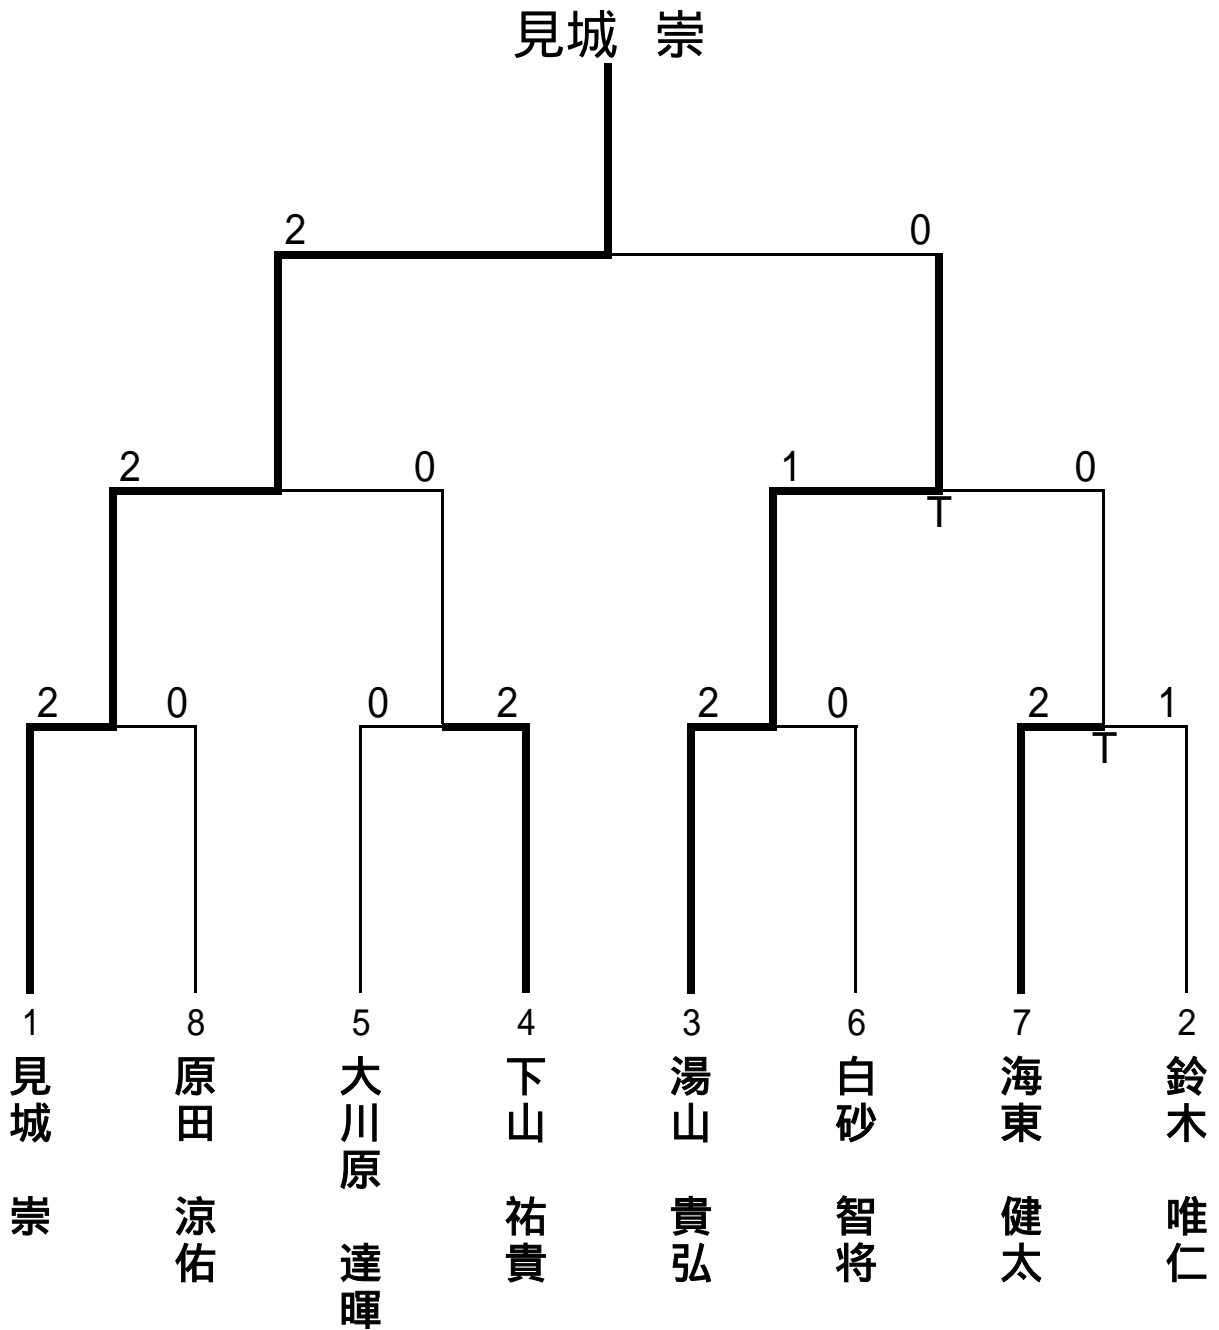 見城 崇
2 0
2 0 1 0
T
2 0 0 2 2 0 2 1
T
1 8 5 4 3 6 7 2
見城 崇
原田 涼佑
大川原 達暉
下山 祐貴
湯山 貴弘
白砂 智将
海東 健太
鈴木 唯仁